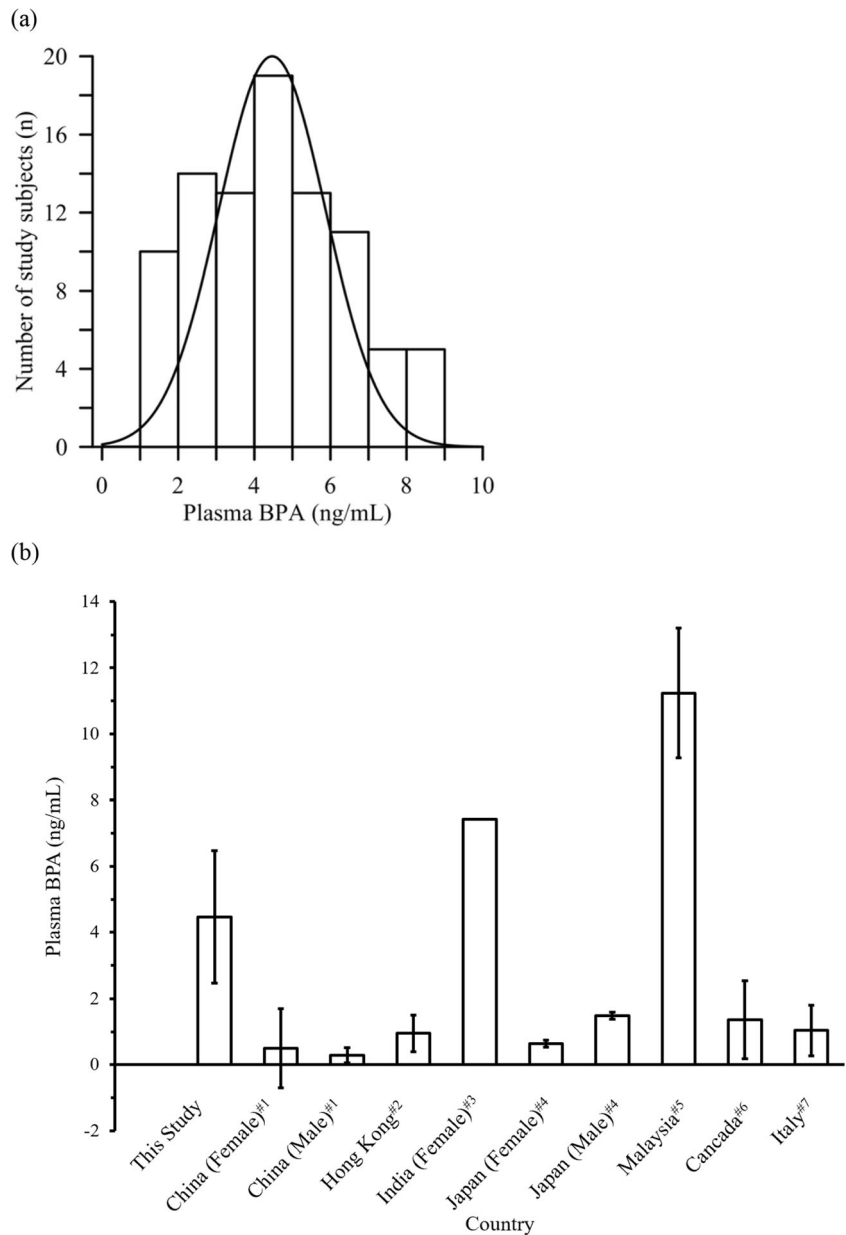 (a)
20
16
12
8
4
0
Number of study subjects (n)
0 2 4 6 8 10
Plasma BPA (ng/mL)
(b)
14
12
10
8
6
4
2
0
-2
Plasma BPA (ng/mL)
This Study
China (Female)#1
China (Male)#1
Hong Kong#2
India (Female)#3
Japan (Female)#4
Japan (Male)#4
Malaysia#5
Cancada#6
Italy#7
Country